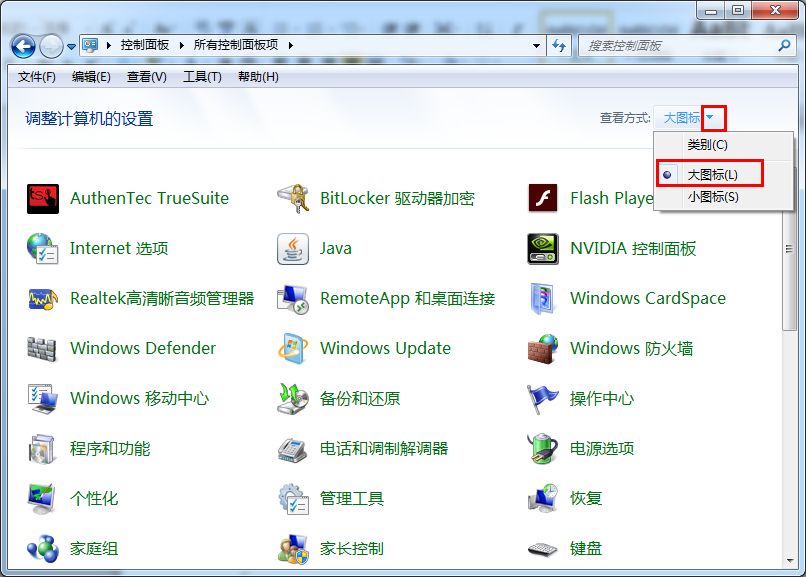 控制面板 所有控制面板项
搜索控制面板
文件(F) 编辑(E) 查看(V) 工具(T) 帮助(H)
调整计算机的设置
查看方式: 大图标
类别(C)
大图标(L)
小图标(S)
AuthenTec TrueSuite BitLocker 驱动器加密 Flash Playe
Internet 选项 Java NVIDIA 控制面板
Realtek高清晰音频管理器 RemoteApp 和桌面连接 Windows CardSpace
Windows Defender Windows Update Windows 防火墙
Windows 移动中心 备份和还原 操作中心
程序和功能 电话和调制解调器 电源选项
个性化 管理工具 恢复
家庭组 家长控制 键盘